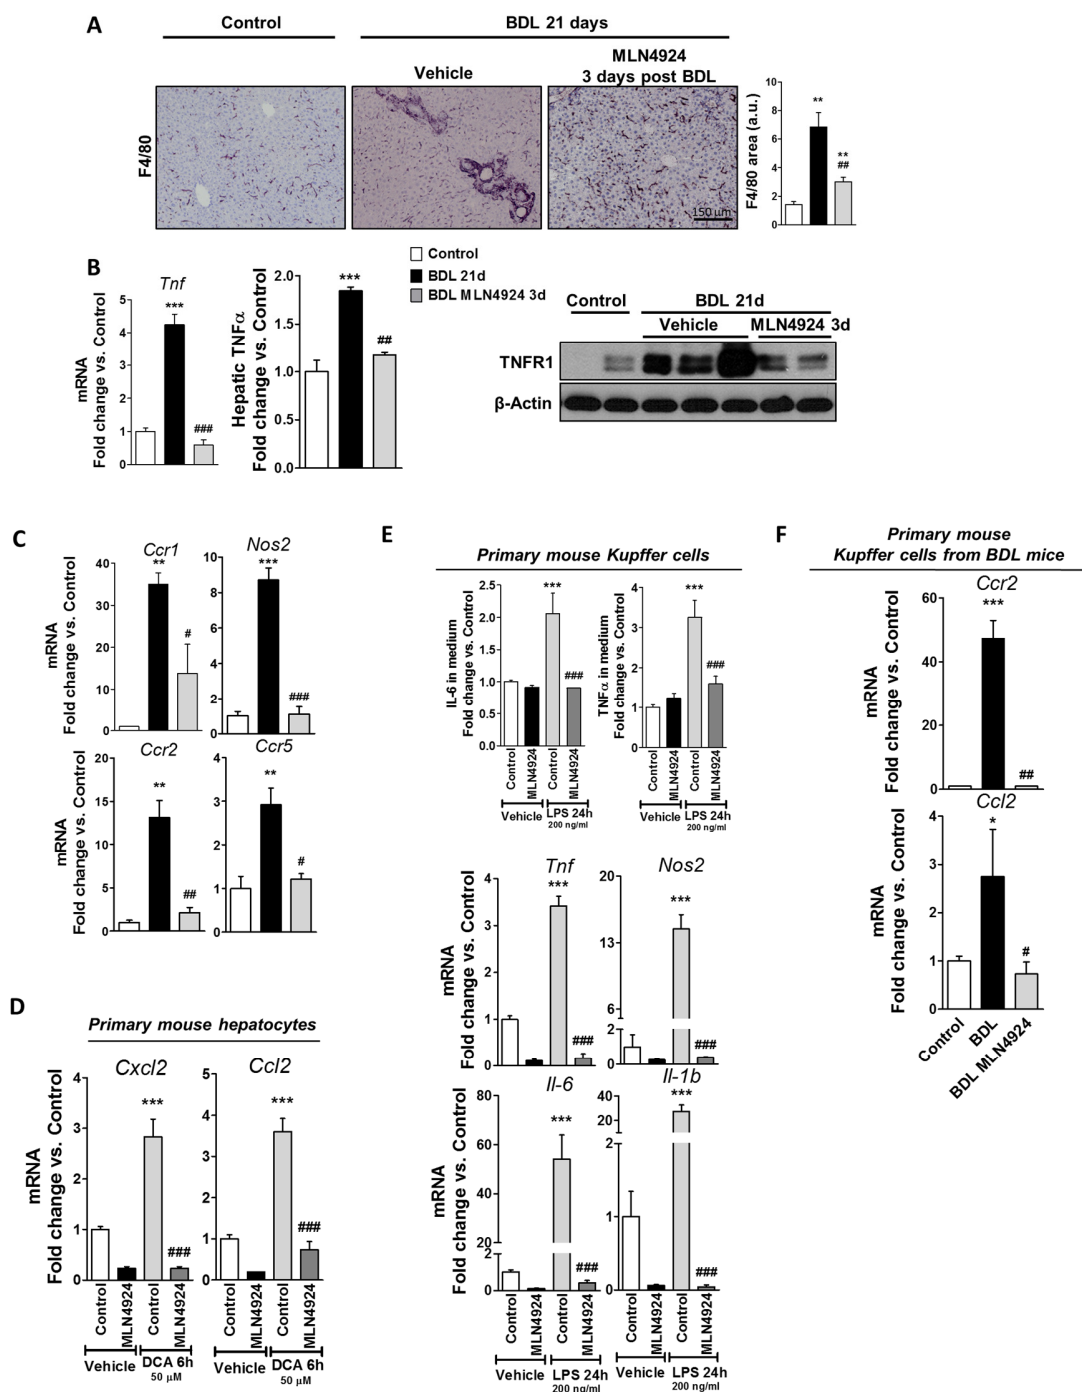 A
Control
BDL 21 days
Vehicle
MLN4924
3 days post BDL
F4/80
150 µm
F4/80 area (a.u.)
10
8
6
4
2
0
**
**
##
Control
BDL 21d
BDL MLN4924 3d
B
Tnf
mRNA
Fold change vs. Control
5
4
3
2
1
0
***
###
Hepatic TNFα
Fold change vs. Control
2.0
1.5
1.0
0.5
0.0
***
##
Control
BDL 21d
Vehicle
MLN4924 3d
TNFR1
β-Actin
C
Ccr1
mRNA
Fold change vs. Control
40
30
20
10
0
**
#
Nos2
10
8
6
4
2
0
***
###
Ccr2
mRNA
Fold change vs. Control
20
15
10
5
0
**
##
Ccr5
4
3
2
1
0
**
#
D
Primary mouse hepatocytes
Cxcl2
mRNA
Fold change vs. Control
4
3
2
1
0
***
###
Control
MLN4924
Control
MLN4924
Vehicle
DCA 6h
50 µM
Ccl2
5
4
3
2
1
0
***
###
Control
MLN4924
Control
MLN4924
Vehicle
DCA 6h
50 µM
E
Primary mouse Kupffer cells
IL-6 in medium
Fold change vs. Control
2.5
2.0
1.5
1.0
0.5
0.0
***
###
Control
MLN4924
Control
MLN4924
Vehicle
LPS 24h
200 ng/ml
TNFα in medium
Fold change vs. Control
4
3
2
1
0
***
###
Control
MLN4924
Control
MLN4924
Vehicle
LPS 24h
200 ng/ml
Tnf
mRNA
Fold change vs. Control
4
3
2
1
0
***
###
Nos2
20
13
6
2
0
***
###
Il-6
mRNA
Fold change vs. Control
80
60
40
20
2
0
***
###
Control
MLN4924
Control
MLN4924
Vehicle
LPS 24h
200 ng/ml
Il-1b
40
30
20
10
2
1
0
***
###
Control
MLN4924
Control
MLN4924
Vehicle
LPS 24h
200 ng/ml
F
Primary mouse
Kupffer cells from BDL mice
Ccr2
mRNA
Fold change vs. Control
60
40
20
0
***
##
Ccl2
mRNA
Fold change vs. Control
4
3
2
1
0
*
#
Control
BDL
BDL MLN4924